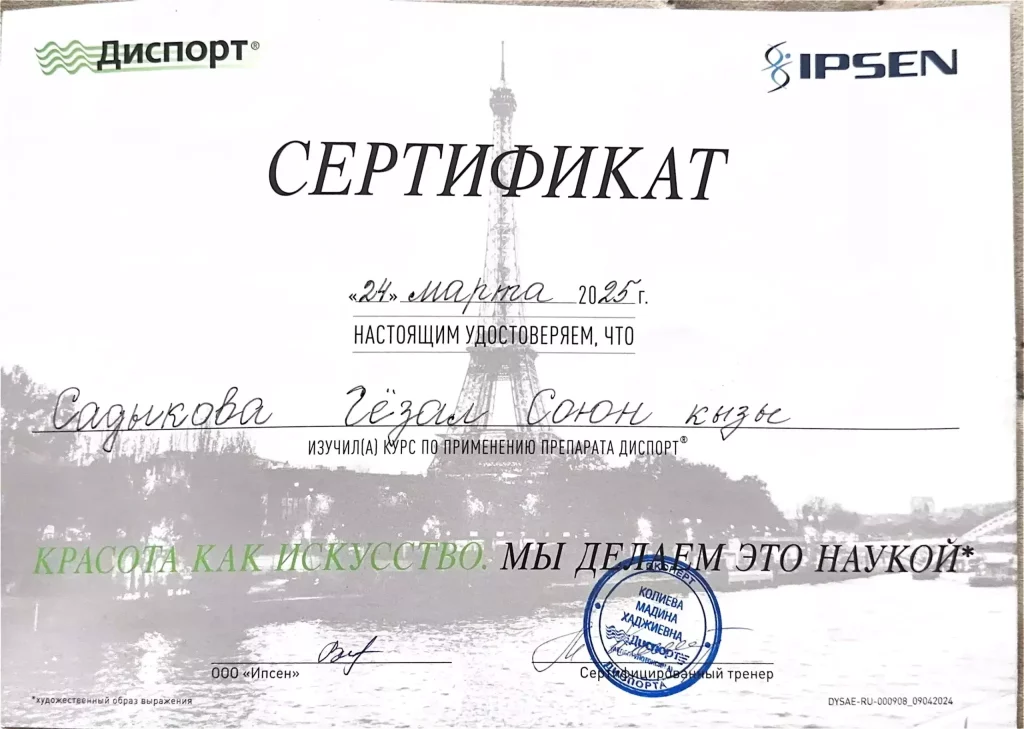 Диспорт®
IPSEN
СЕРТИФИКАТ
«24» марта 2025 г.
НАСТОЯЩИМ УДОСТОВЕРЯЕМ, ЧТО
Садыкова Гёзал Союн кызы
ИЗУЧИЛ(А) КУРС ПО ПРИМЕНЕНИЮ ПРЕПАРАТА ДИСПОРТ®
КРАСОТА КАК ИСКУССТВО. МЫ ДЕЛАЕМ ЭТО НАУКОЙ*
ЭКСПЕРТ
КОЛИЕВА
МАДИНА
ХАДЖИЕВНА
Диспорт
ДИСПОРТА
ООО «Ипсен»
Сертифицированный тренер
*художественный образ выражения
DYSAE-RU-000908_09042024